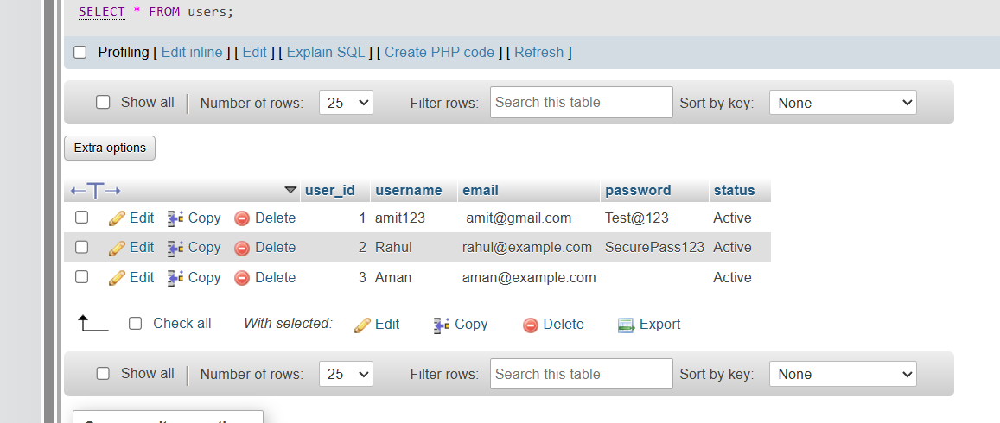 SELECT * FROM users;
Profiling [ Edit inline ] [ Edit ] [ Explain SQL ] [ Create PHP code ] [ Refresh ]
Show all | Number of rows: 25 Filter rows: Search this table Sort by key: None
Extra options
user_id username email password status
Edit Copy Delete 1 amit123 amit@gmail.com Test@123 Active
Edit Copy Delete 2 Rahul rahul@example.com SecurePass123 Active
Edit Copy Delete 3 Aman aman@example.com Active
Check all With selected: Edit Copy Delete Export
Show all | Number of rows: 25 Filter rows: Search this table Sort by key: None